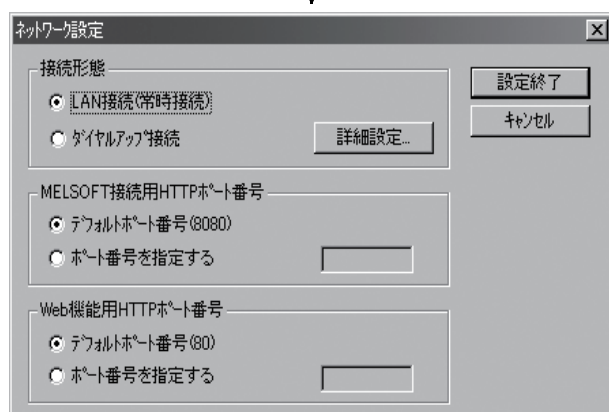 ネットワーク設定
接続形態
LAN接続(常時接続)
ダイヤルアップ接続
詳細設定...
設定終了
キャンセル
MELSOFT接続用HTTPポート番号
デフォルトポート番号(8080)
ポート番号を指定する
Web機能用HTTPポート番号
デフォルトポート番号(80)
ポート番号を指定する